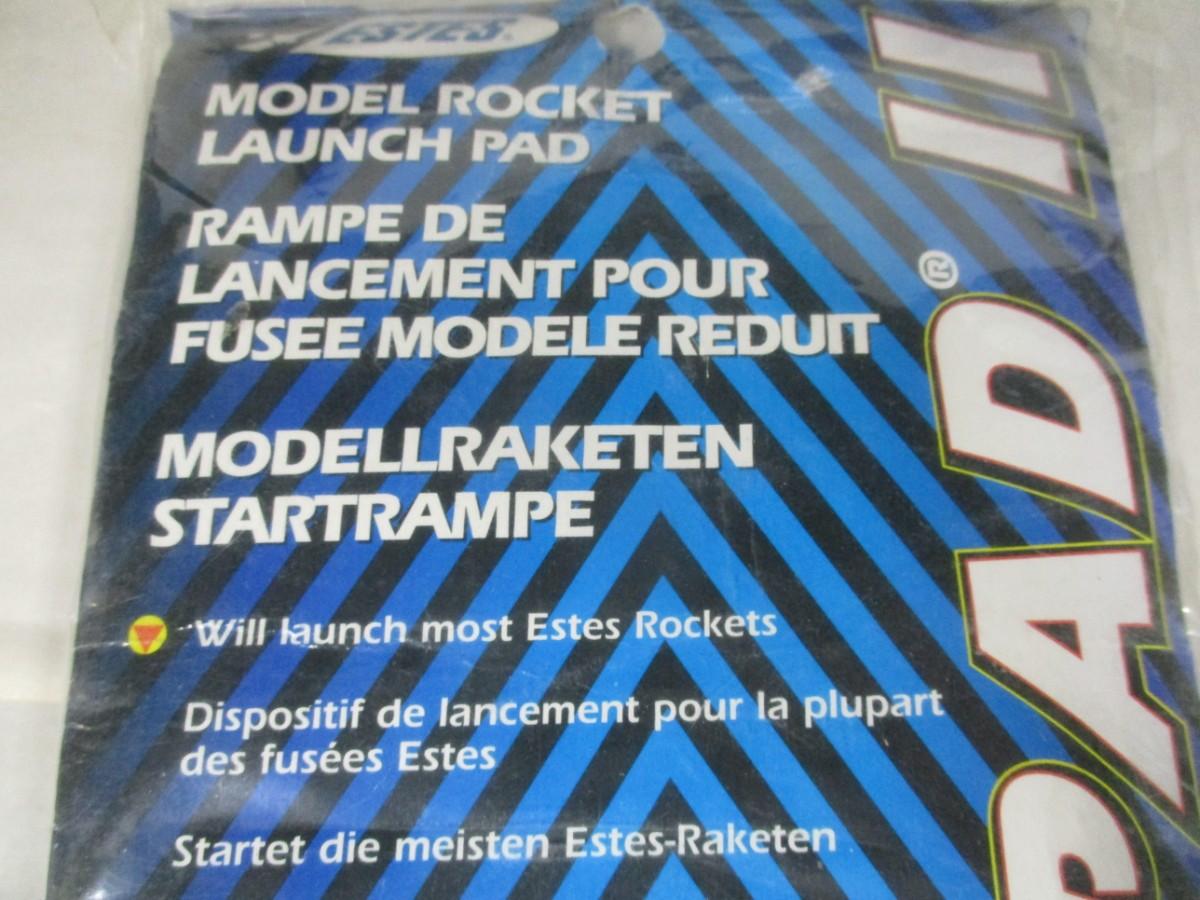 ESTES
MODEL ROCKET
LAUNCH PAD
RAMPE DE
LANCEMENT POUR
FUSEE MODELE REDUIT
MODELLRAKETEN
STARTRAMPE
Will launch most Estes Rockets
Dispositif de lancement pour la plupart
des fusées Estes
Startet die meisten Estes-Raketen
PAD® II